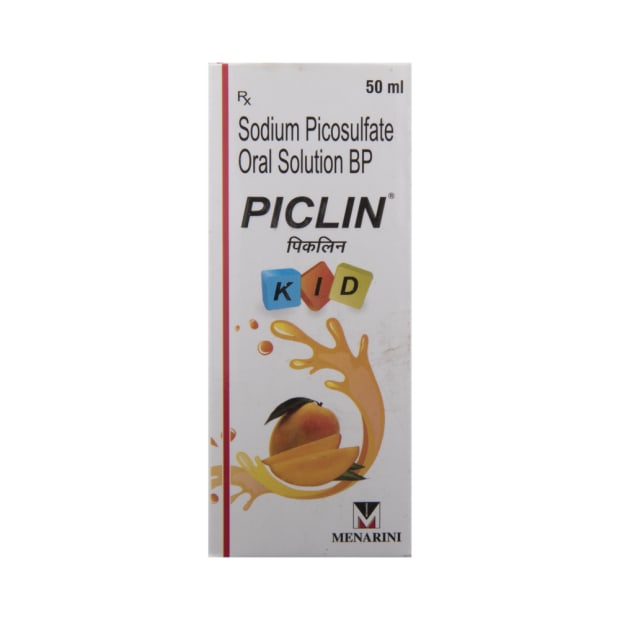 50 ml
Rx
Sodium Picosulfate
Oral Solution BP
PICLIN®
पिकलिन
KID
MENARINI